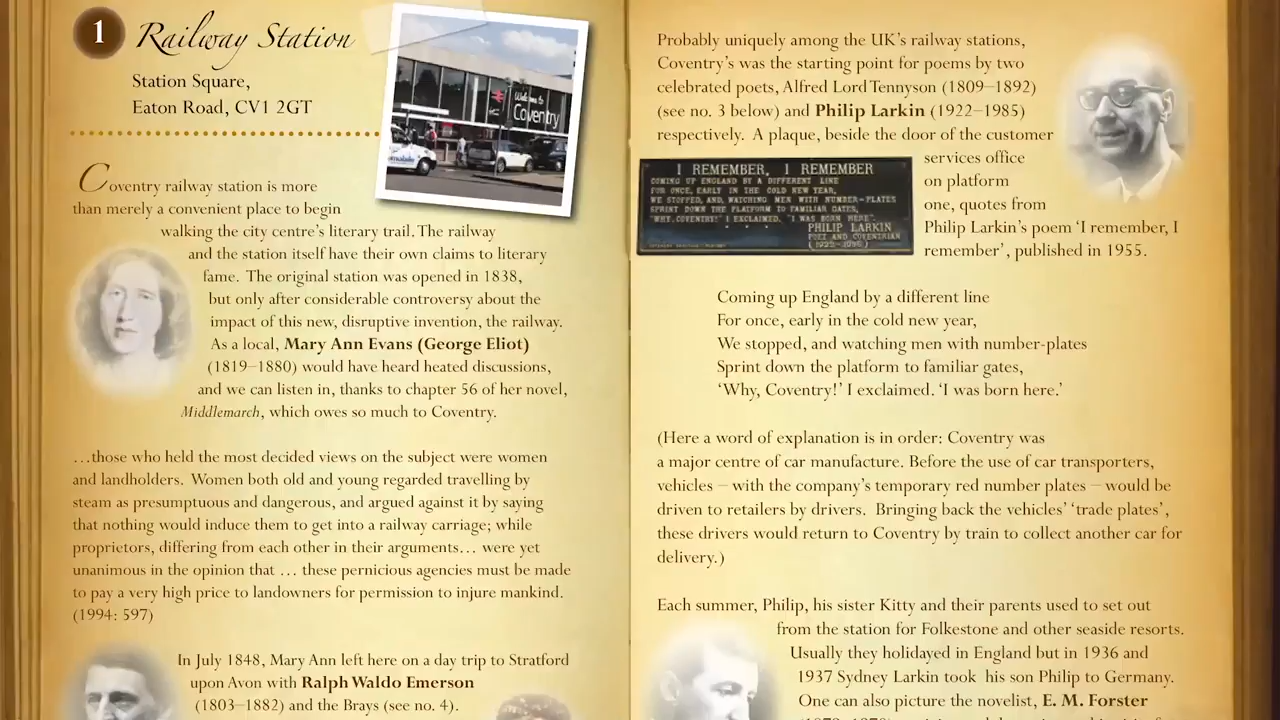 1 Railway Station
Station Square,
Eaton Road, CV1 2GT
Welcome to
Coventry
Coventry railway station is more
than merely a convenient place to begin
walking the city centre's literary trail. The railway
and the station itself have their own claims to literary
fame. The original station was opened in 1838,
but only after considerable controversy about the
impact of this new, disruptive invention, the railway.
As a local, Mary Ann Evans (George Eliot)
(1819–1880) would have heard heated discussions,
and we can listen in, thanks to chapter 56 of her novel,
Middlemarch, which owes so much to Coventry.
…those who held the most decided views on the subject were women
and landholders. Women both old and young regarded travelling by
steam as presumptuous and dangerous, and argued against it by saying
that nothing would induce them to get into a railway carriage; while
proprietors, differing from each other in their arguments… were yet
unanimous in the opinion that … these pernicious agencies must be made
to pay a very high price to landowners for permission to injure mankind.
(1994: 597)
In July 1848, Mary Ann left here on a day trip to Stratford
upon Avon with Ralph Waldo Emerson
(1803–1882) and the Brays (see no. 4).
Probably uniquely among the UK's railway stations,
Coventry's was the starting point for poems by two
celebrated poets, Alfred Lord Tennyson (1809–1892)
(see no. 3 below) and Philip Larkin (1922–1985)
respectively. A plaque, beside the door of the customer
services office
on platform
one, quotes from
Philip Larkin's poem ‘I remember, I
remember’, published in 1955.
I REMEMBER, I REMEMBER
COMING UP ENGLAND BY A DIFFERENT LINE
FOR ONCE, EARLY IN THE COLD NEW YEAR,
WE STOPPED, AND, WATCHING MEN WITH NUMBER-PLATES
SPRINT DOWN THE PLATFORM TO FAMILIAR GATES,
"WHY, COVENTRY!" I EXCLAIMED. "I WAS BORN HERE".
PHILIP LARKIN
POET AND COVENTRIAN
(1922-1985)
Coming up England by a different line
For once, early in the cold new year,
We stopped, and watching men with number-plates
Sprint down the platform to familiar gates,
‘Why, Coventry!’ I exclaimed. ‘I was born here.’
(Here a word of explanation is in order: Coventry was
a major centre of car manufacture. Before the use of car transporters,
vehicles – with the company's temporary red number plates – would be
driven to retailers by drivers. Bringing back the vehicles’ ‘trade plates’,
these drivers would return to Coventry by train to collect another car for
delivery.)
Each summer, Philip, his sister Kitty and their parents used to set out
from the station for Folkestone and other seaside resorts.
Usually they holidayed in England but in 1936 and
1937 Sydney Larkin took his son Philip to Germany.
One can also picture the novelist, E. M. Forster